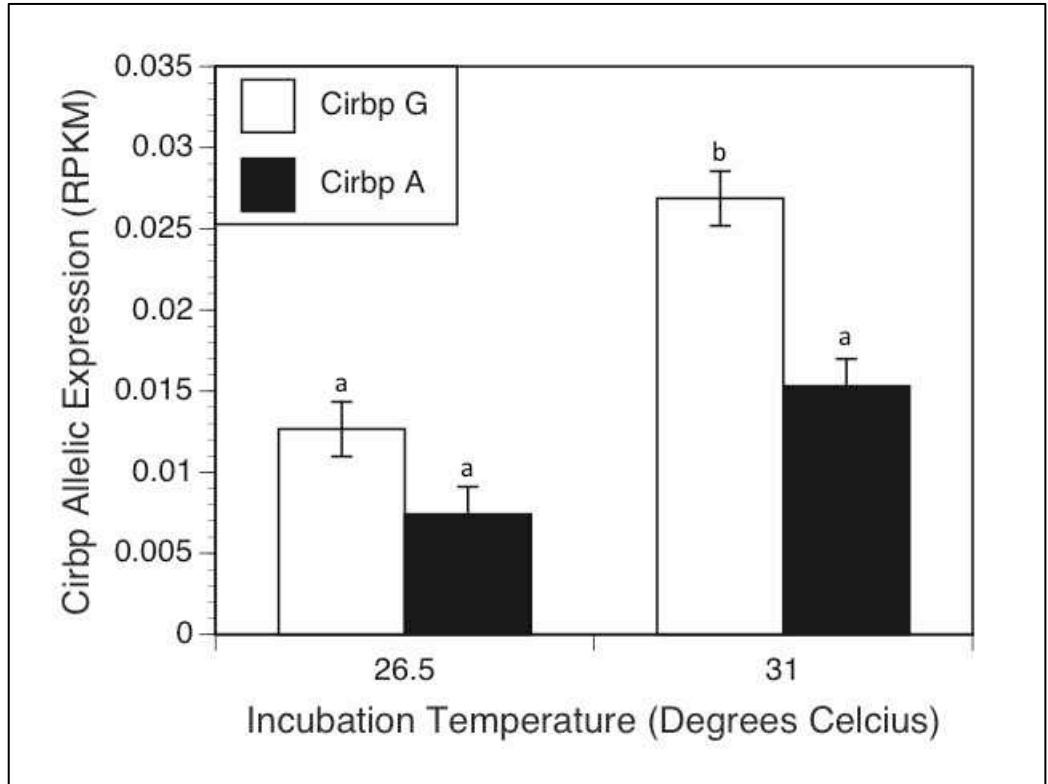 Cirbp Allelic Expression (RPKM)
0.035
0.03
0.025
0.02
0.015
0.01
0.005
0
Cirbp G
Cirbp A
a
a
b
a
26.5
31
Incubation Temperature (Degrees Celcius)